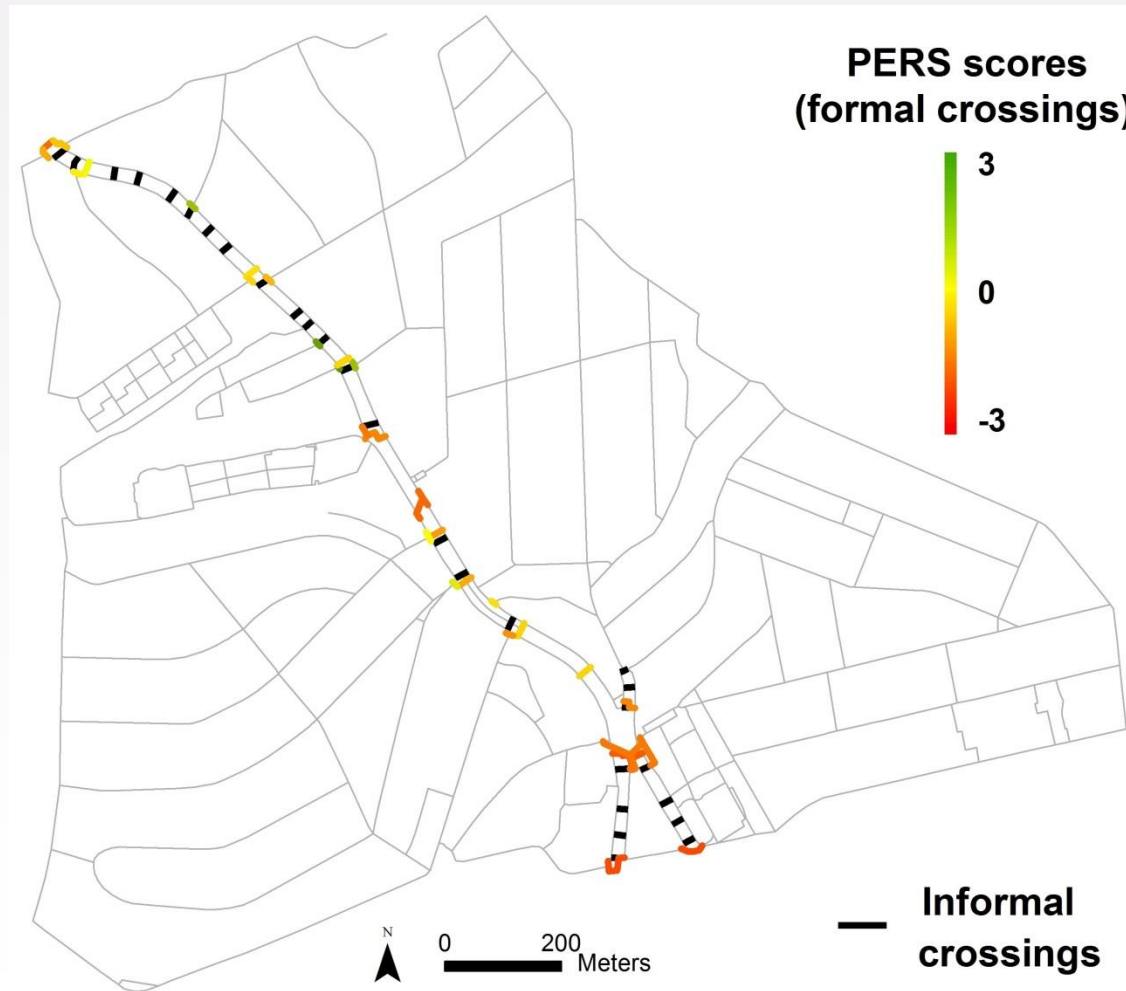 PERS scores
(formal crossings)
3
0
-3
Informal
crossings
N
0 200
Meters